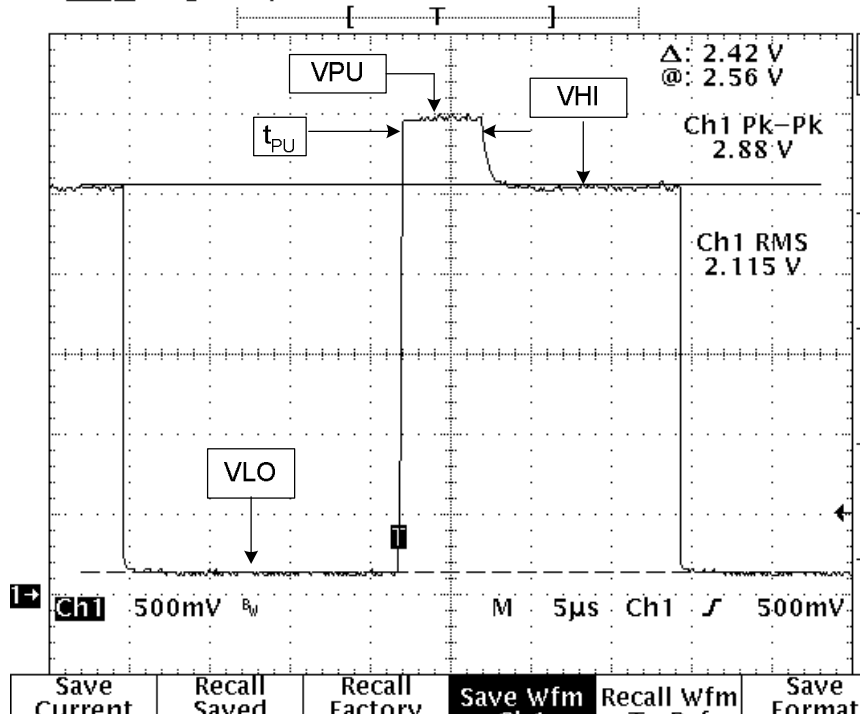 [ T ]
Δ: 2.42 V
@: 2.56 V
VPU
VHI
tPU
Ch1 Pk–Pk
2.88 V
Ch1 RMS
2.115 V
VLO
T
1→
Ch1 500mV BW M 5µs Ch1 500mV
Save Recall Recall Save Wfm Recall Wfm Save
Current Saved Factory Format